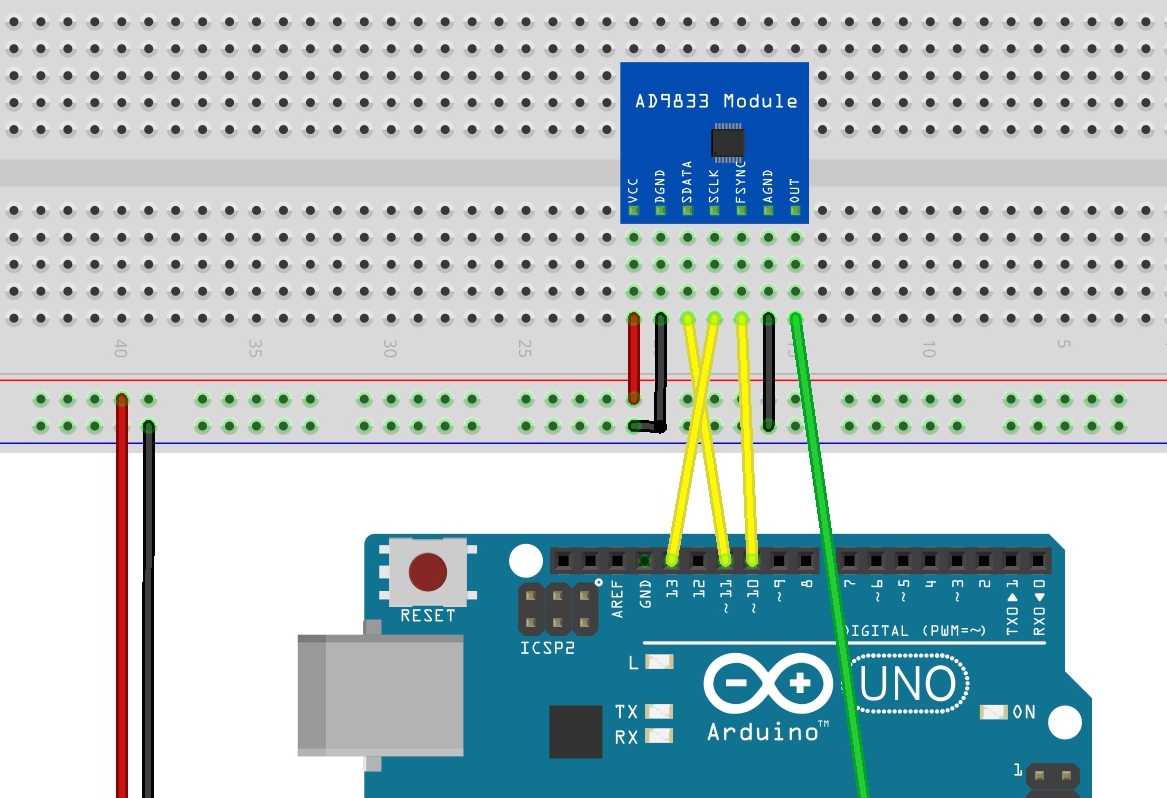 AD9833 Module
VCC
DGND
SDATA
SCLK
FSYNC
AGND
OUT
40
35
30
25
10
5
RESET
ICSP2
AREF
GND
13
12
~11
~10
~9
8
7
~6
~5
4
~3
2
TX0▶1
RX0◀0
DIGITAL (PWM=~)
L
TX
RX
UNO
Arduino™
ON
1